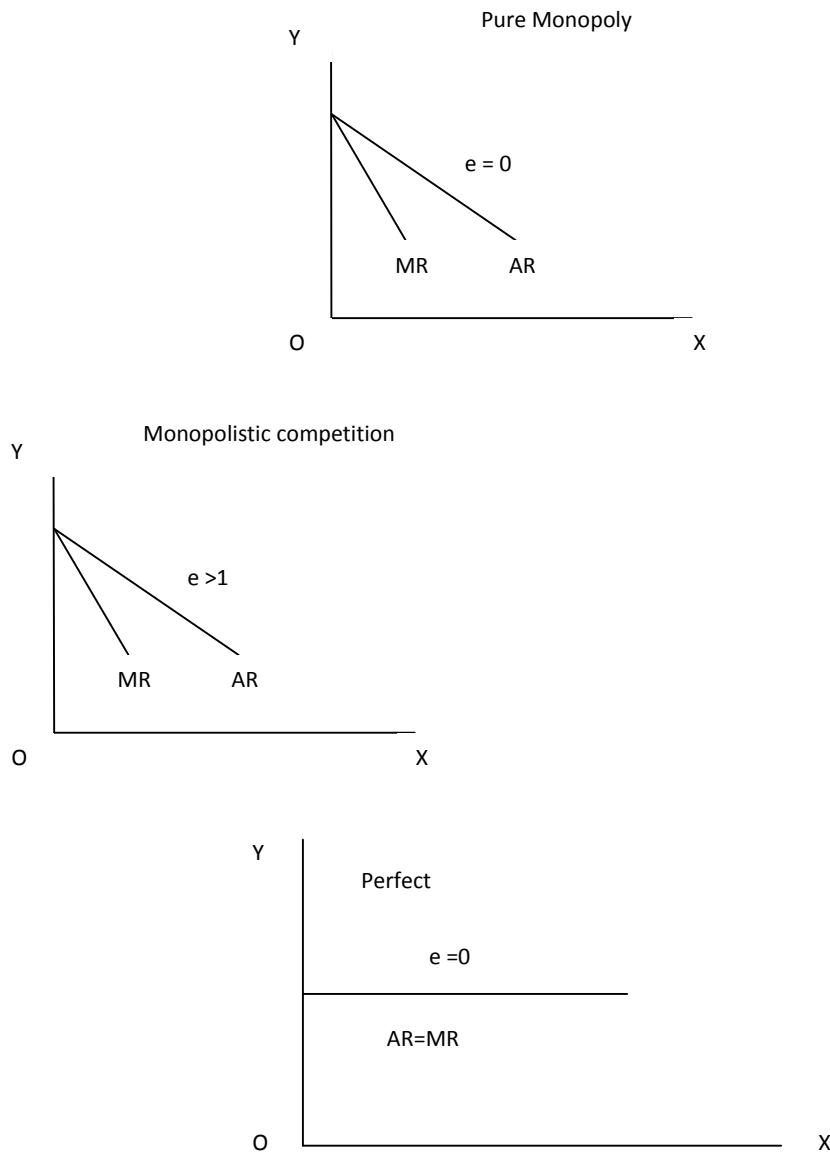 Pure Monopoly
Y
e = 0
MR AR
O X
Monopolistic competition
Y
e >1
MR AR
O X
Y
Perfect
e =0
AR=MR
O X